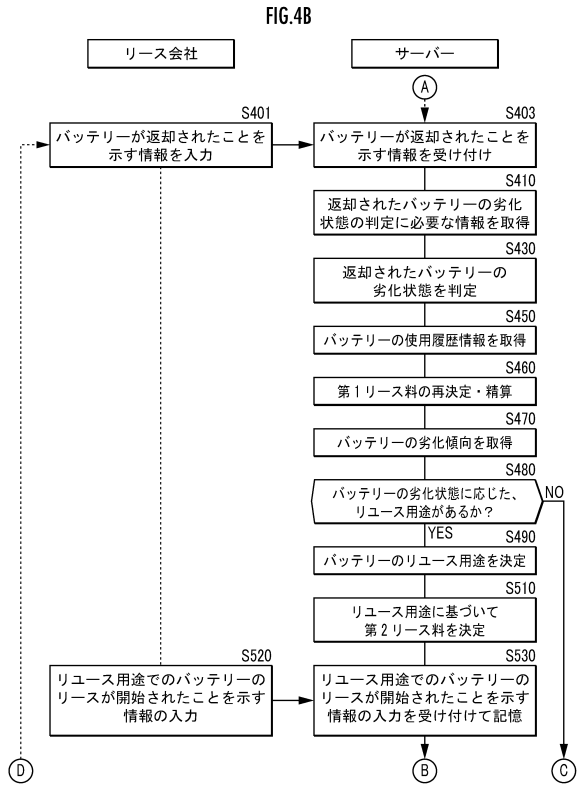 FIG.4B
リース会社
サーバー
A
S401
バッテリーが返却されたことを
示す情報を入力
S403
バッテリーが返却されたことを
示す情報を受け付け
S410
返却されたバッテリーの劣化
状態の判定に必要な情報を取得
S430
返却されたバッテリーの
劣化状態を判定
S450
バッテリーの使用履歴情報を取得
S460
第1リース料の再決定・精算
S470
バッテリーの劣化傾向を取得
S480
バッテリーの劣化状態に応じた、
リユース用途があるか？
NO
YES
S490
バッテリーのリユース用途を決定
S510
リユース用途に基づいて
第2リース料を決定
S520
リユース用途でのバッテリーの
リースが開始されたことを示す
情報の入力
S530
リユース用途でのバッテリーの
リースが開始されたことを示す
情報の入力を受け付けて記憶
D
B
C